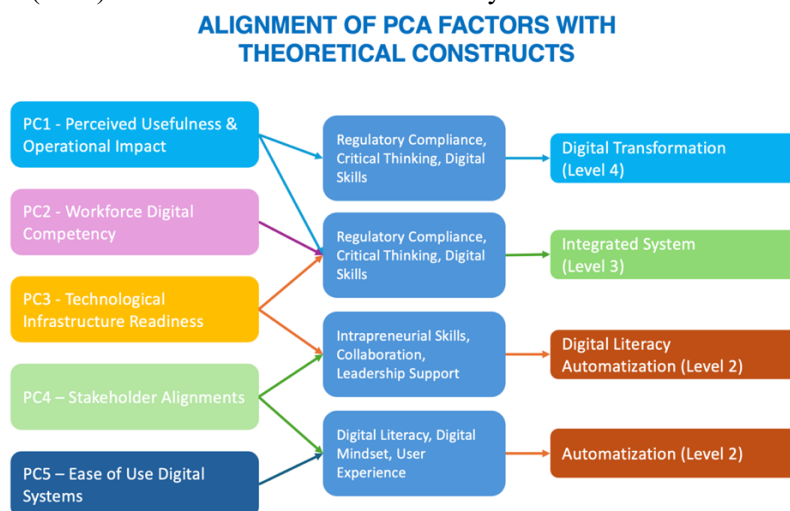 ALIGNMENT OF PCA FACTORS WITH
THEORETICAL CONSTRUCTS
PC1 - Perceived Usefulness &
Operational Impact
PC2 - Workforce Digital
Competency
PC3 - Technological
Infrastructure Readiness
PC4 – Stakeholder Alignments
PC5 – Ease of Use Digital
Systems
Regulatory Compliance,
Critical Thinking, Digital
Skills
Regulatory Compliance,
Critical Thinking, Digital
Skills
Intrapreneurial Skills,
Collaboration,
Leadership Support
Digital Literacy, Digital
Mindset, User
Experience
Digital Transformation
(Level 4)
Integrated System
(Level 3)
Digital Literacy
Automatization (Level 2)
Automatization (Level 2)